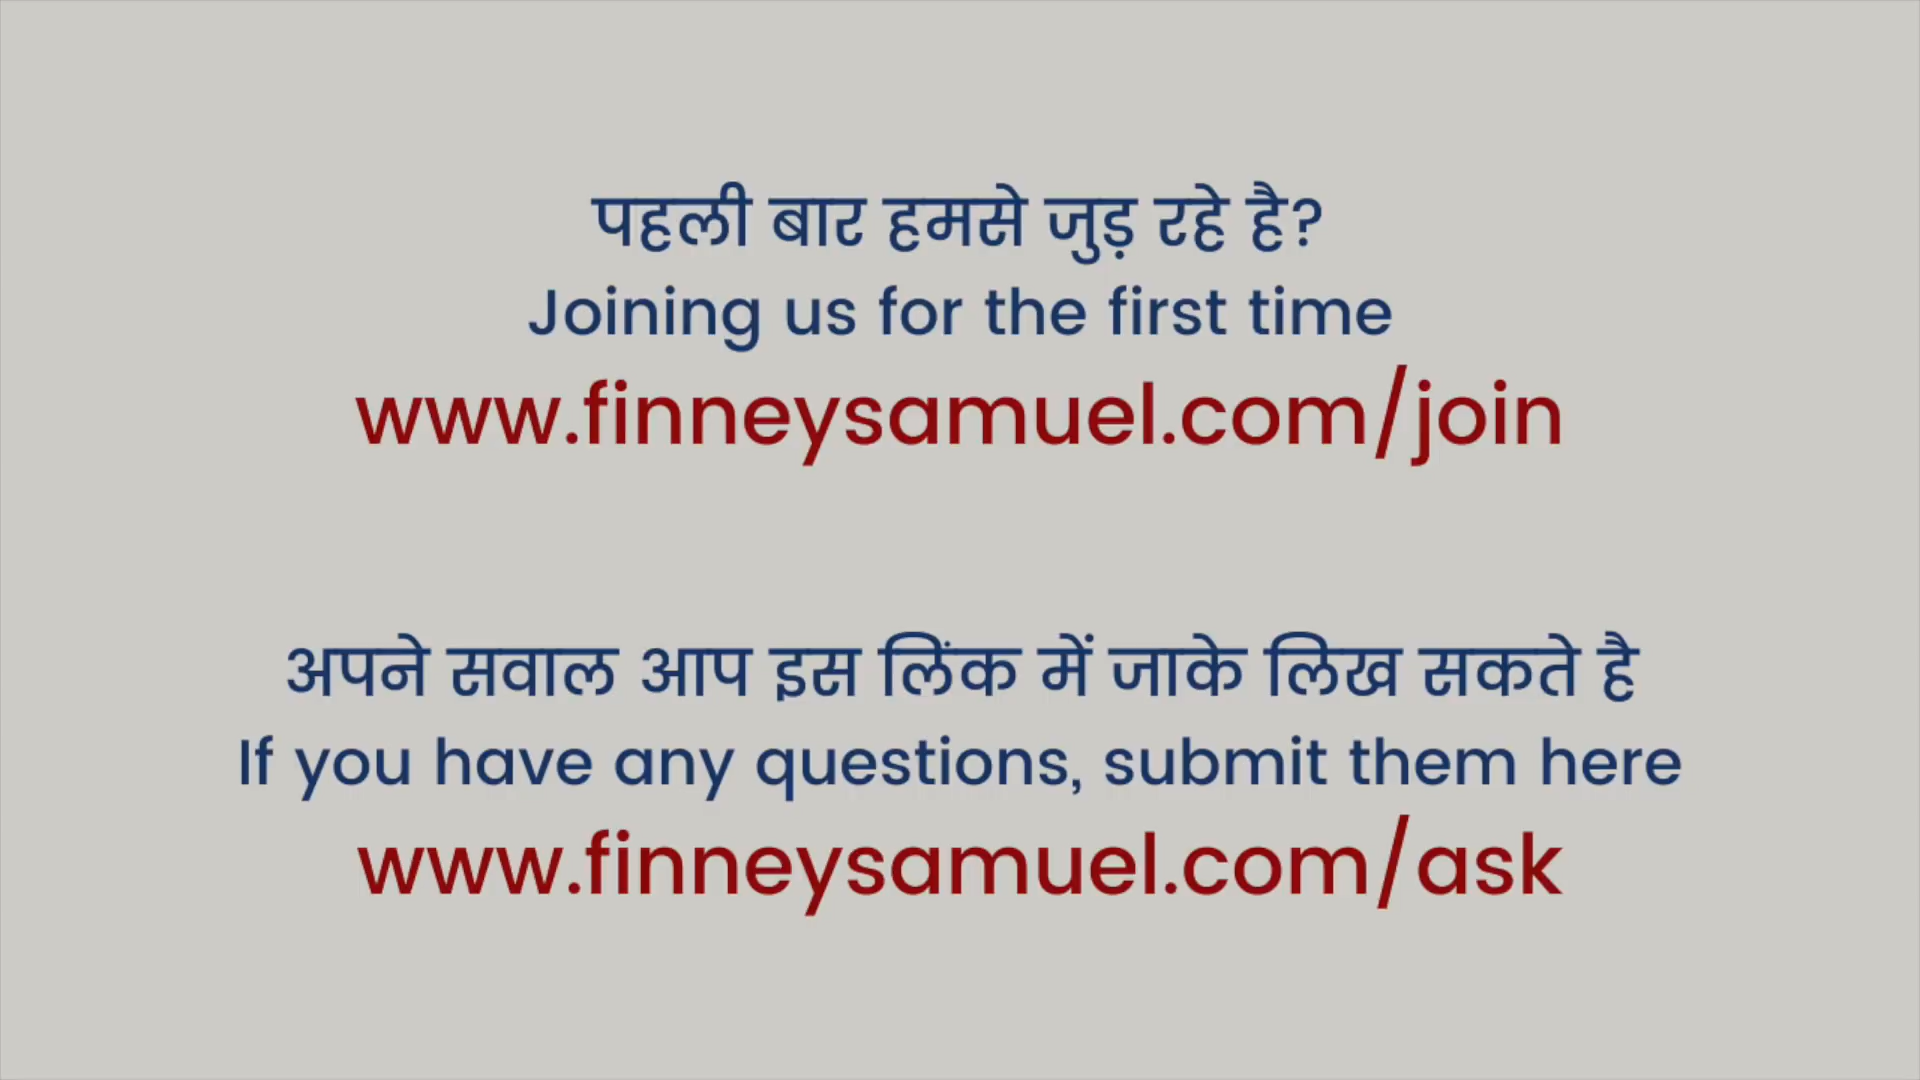 पहली बार हमसे जुड़ रहे है?
Joining us for the first time
www.finneysamuel.com/join
अपने सवाल आप इस लिंक में जाके लिख सकते है
If you have any questions, submit them here
www.finneysamuel.com/ask